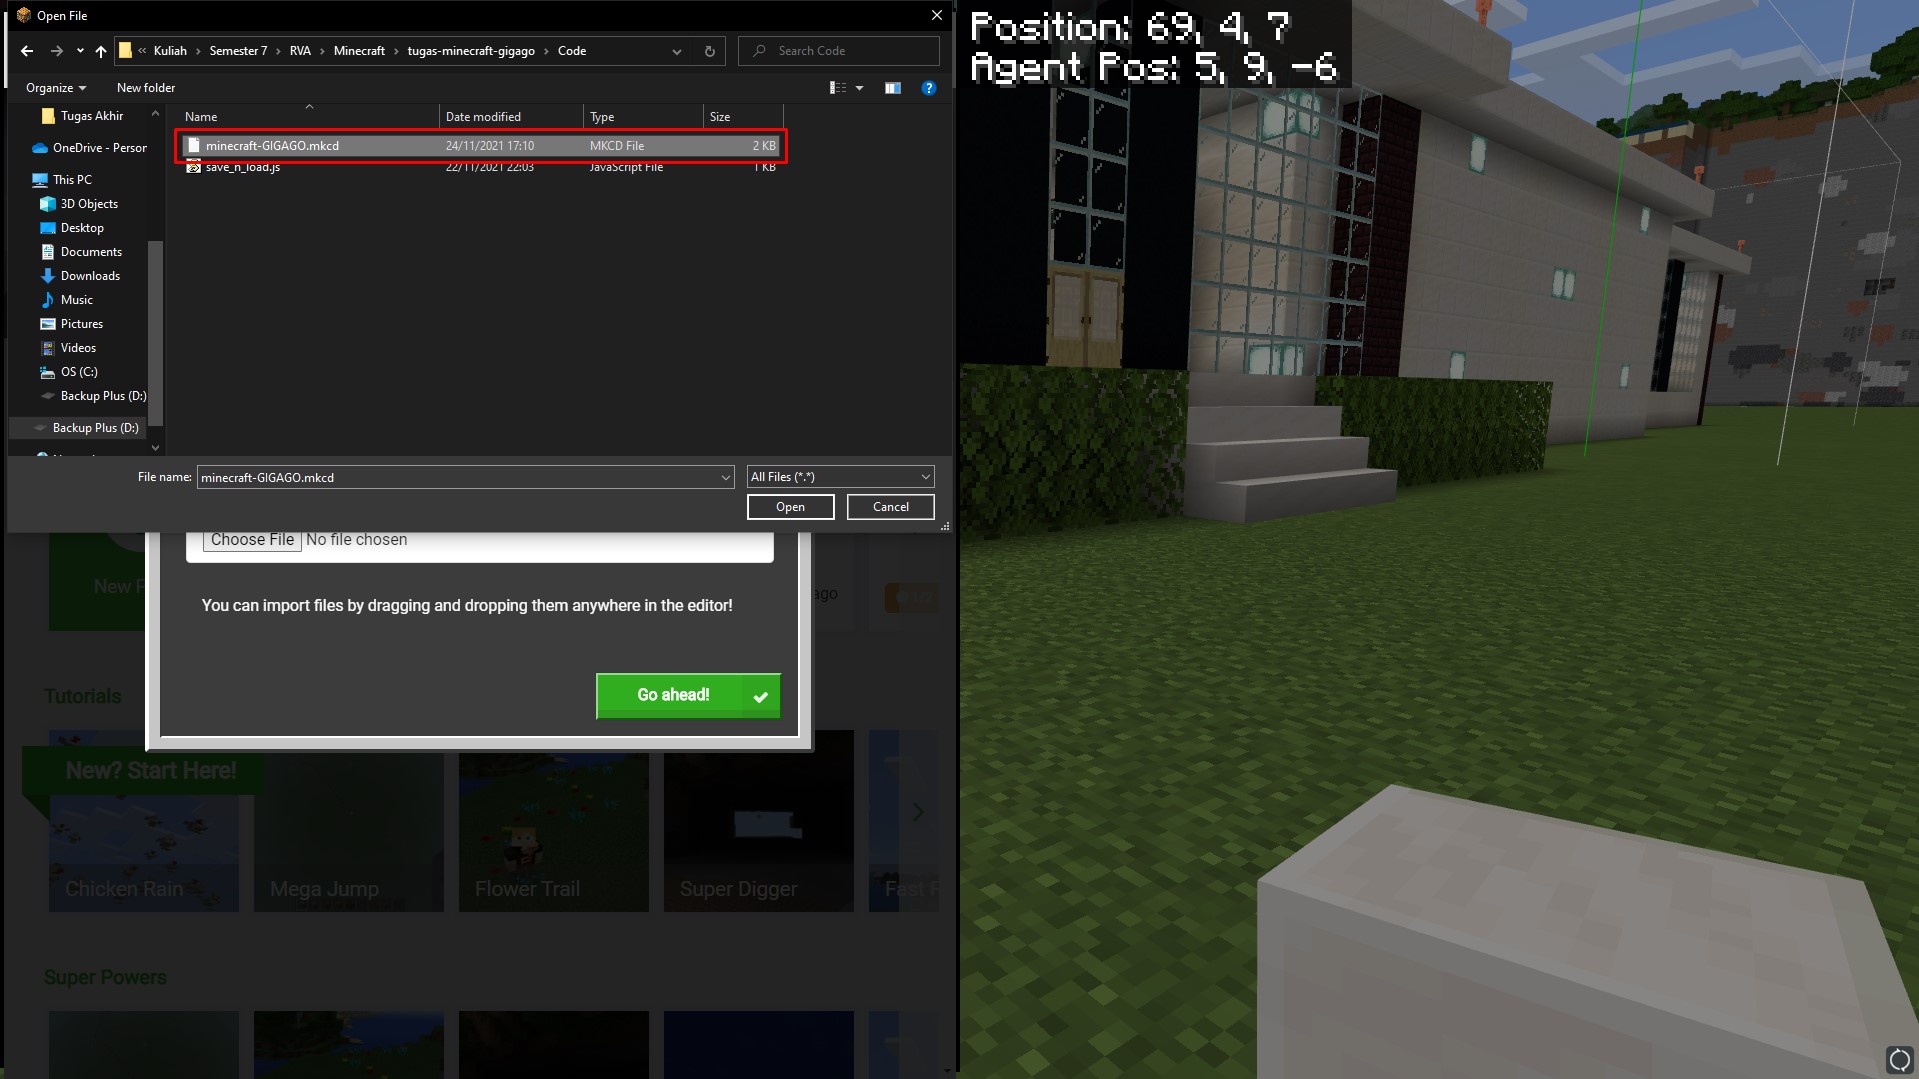 Open File
Kuliah
Semester 7
RVA
Minecraft
tugas-minecraft-gigago
Code
Search Code
Organize
New folder
?
Tugas Akhir
OneDrive - Person
This PC
3D Objects
Desktop
Documents
Downloads
Music
Pictures
Videos
OS (C:)
Backup Plus (D:)
Backup Plus (D:)
Name Date modified Type Size
minecraft-GIGAGO.mkcd 24/11/2021 17:10 MKCD File 2 KB
save_n_load.js 22/11/2021 22:03 JavaScript File 1 KB
File name: minecraft-GIGAGO.mkcd All Files (*.*)
Open Cancel
Choose File No file chosen
You can import files by dragging and dropping them anywhere in the editor!
Go ahead!
New P
ago
Tutorials
New? Start Here!
Chicken Rain
Mega Jump
Flower Trail
Super Digger
Fast F
Super Powers
Position: 69, 4, 7
Agent Pos: 5, 9, -6